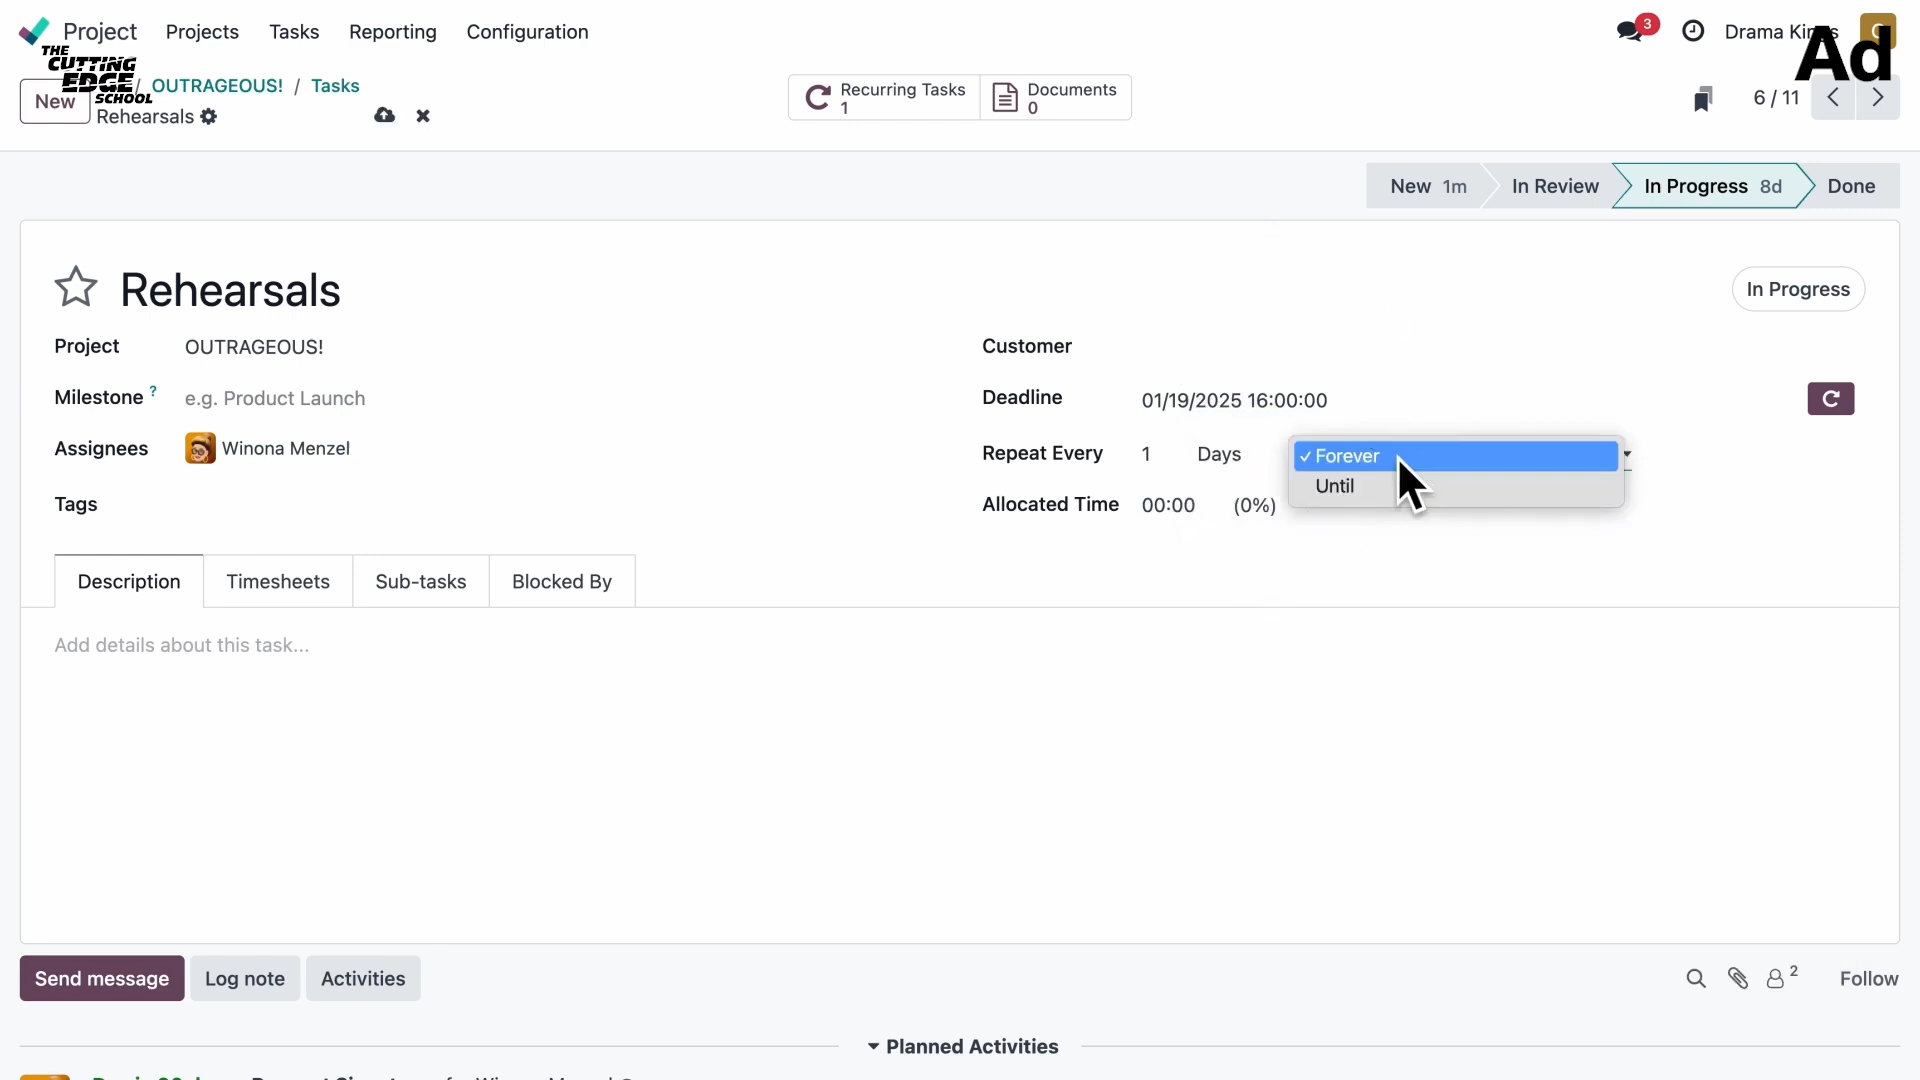 Project Projects Tasks Reporting Configuration 3 Drama Kin
THE
CUTTING
EDGE
SCHOOL
Ad
New / OUTRAGEOUS! / Tasks
Rehearsals
Recurring Tasks
1
Documents
0
6 / 11
New 1m In Review In Progress 8d Done
Rehearsals
In Progress
Project OUTRAGEOUS!
Customer
Milestone ? e.g. Product Launch
Deadline 01/19/2025 16:00:00
Assignees Winona Menzel
Repeat Every 1 Days ✓ Forever
Until
Tags
Allocated Time 00:00 (0%)
Description Timesheets Sub-tasks Blocked By
Add details about this task...
Send message Log note Activities 2 Follow
Planned Activities